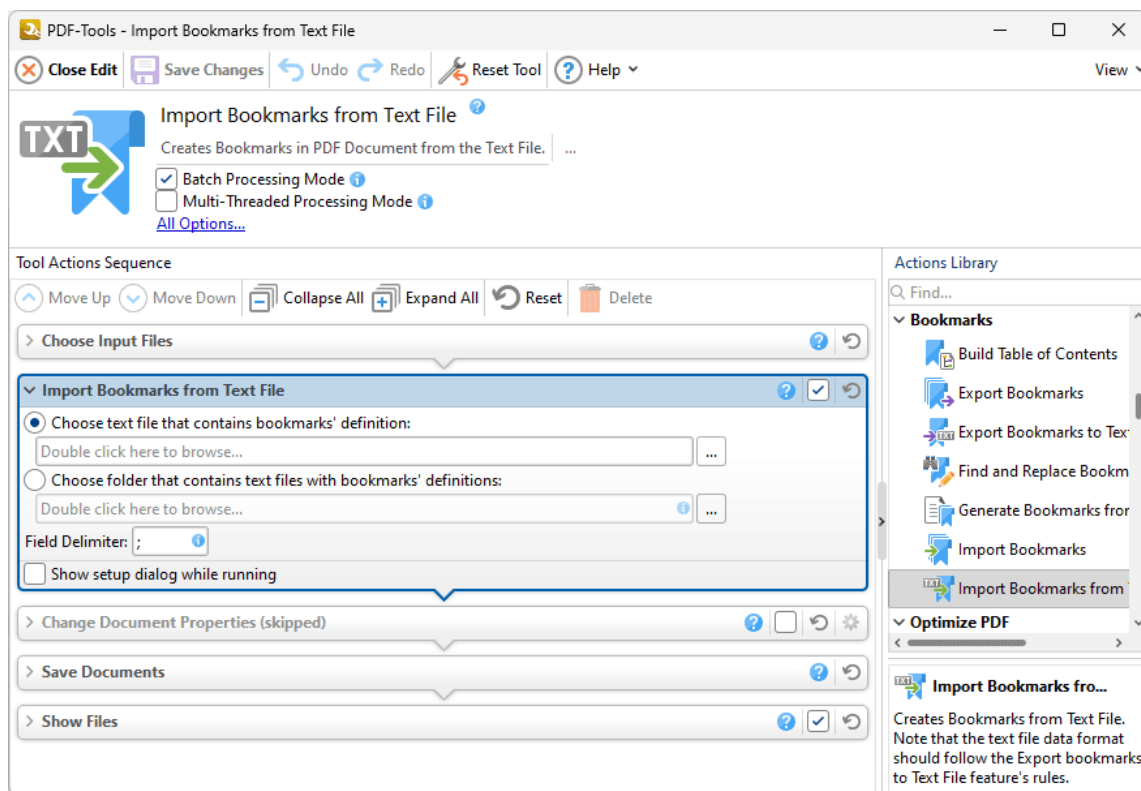 PDF-Tools - Import Bookmarks from Text File
Close Edit Save Changes Undo Redo Reset Tool ? Help View
Import Bookmarks from Text File ?
TXT
Creates Bookmarks in PDF Document from the Text File. ...
Batch Processing Mode i
Multi-Threaded Processing Mode i
All Options...
Tool Actions Sequence
Move Up Move Down Collapse All Expand All Reset Delete
Choose Input Files ?
Import Bookmarks from Text File ?
Choose text file that contains bookmarks' definition:
Double click here to browse... ...
Choose folder that contains text files with bookmarks' definitions:
Double click here to browse... i ...
Field Delimiter: ; i
Show setup dialog while running
Change Document Properties (skipped) ?
Save Documents ?
Show Files ?
Actions Library
Find...
Bookmarks
Build Table of Contents
Export Bookmarks
TXT Export Bookmarks to Text
Find and Replace Bookm
Generate Bookmarks from
Import Bookmarks
TXT Import Bookmarks from
Optimize PDF
TXT Import Bookmarks fro...
Creates Bookmarks from Text File.
Note that the text file data format
should follow the Export bookmarks
to Text File feature's rules.